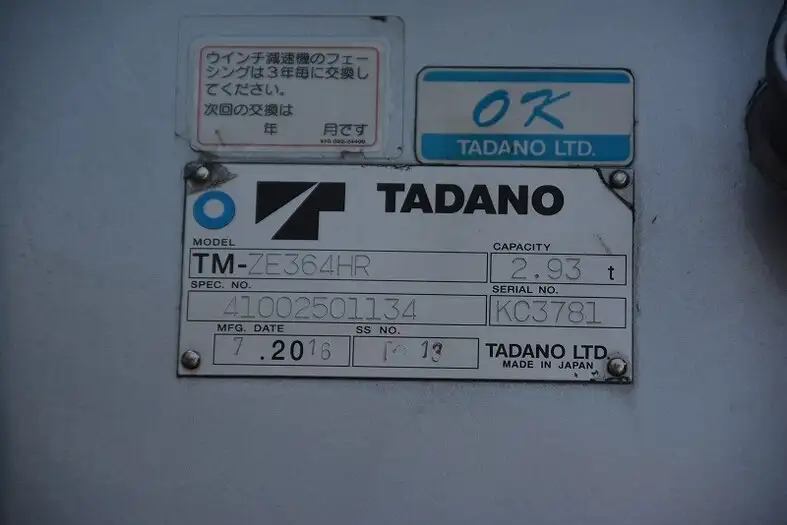 ウインチ減速機のフェー
シングは3年毎に交換し
てください。
次回の交換は
年 月です
OK
TADANO LTD.
TADANO
MODEL
TM-ZE364HR
CAPACITY
2.93 t
SPEC. NO.
41002501134
SERIAL NO.
KC3781
MFG. DATE
7 .2016
SS NO.
13
TADANO LTD.
MADE IN JAPAN